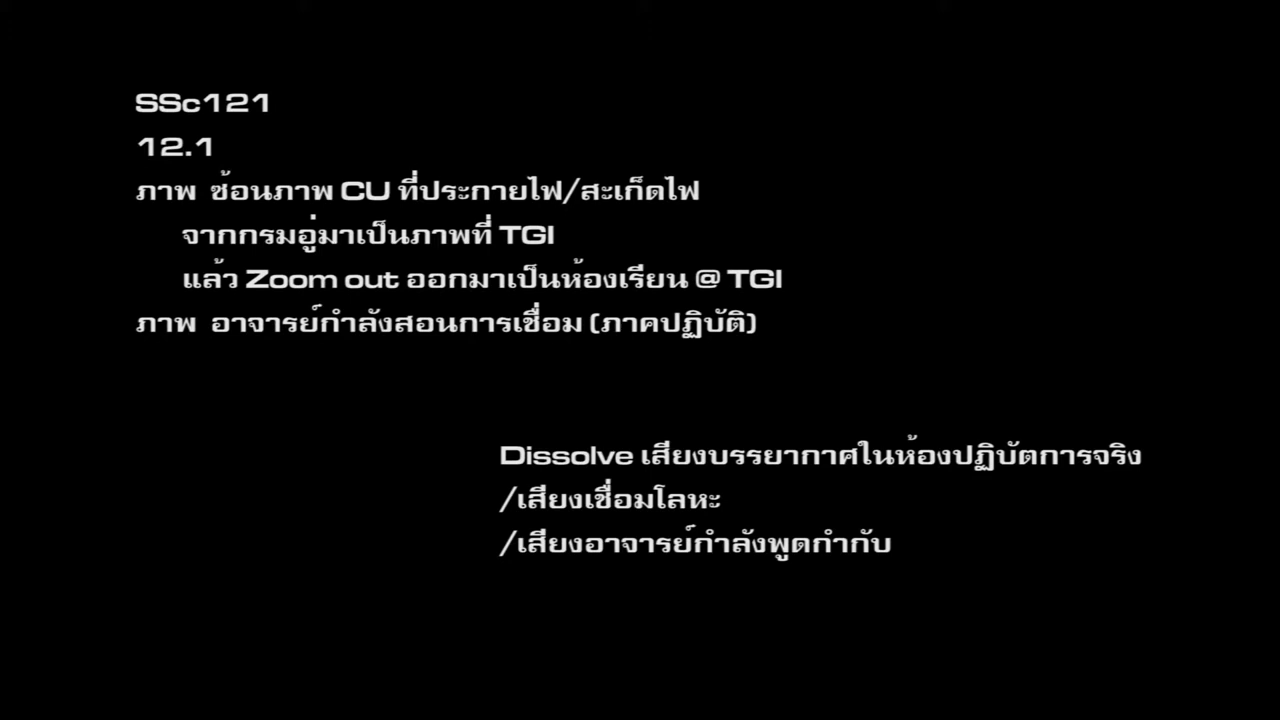 SSc121
12.1
ภาพ ซ้อนภาพ CU ที่ประกายไฟ/สะเก็ดไฟ
จากกรมอู่มาเป็นภาพที่ TGI
แล้ว Zoom out ออกมาเป็นห้องเรียน @ TGI
ภาพ อาจารย์กำลังสอนการเชื่อม (ภาคปฏิบัติ)
Dissolve เสียงบรรยากาศในห้องปฏิบัตการจริง
/เสียงเชื่อมโลหะ
/เสียงอาจารย์กำลังพูดกำกับ